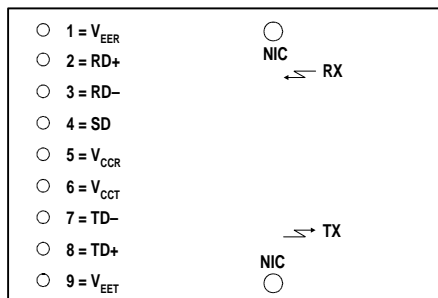 1 = VEER
2 = RD+
3 = RD–
4 = SD
5 = VCCR
6 = VCCT
7 = TD–
8 = TD+
9 = VEET
NIC
RX
TX
NIC